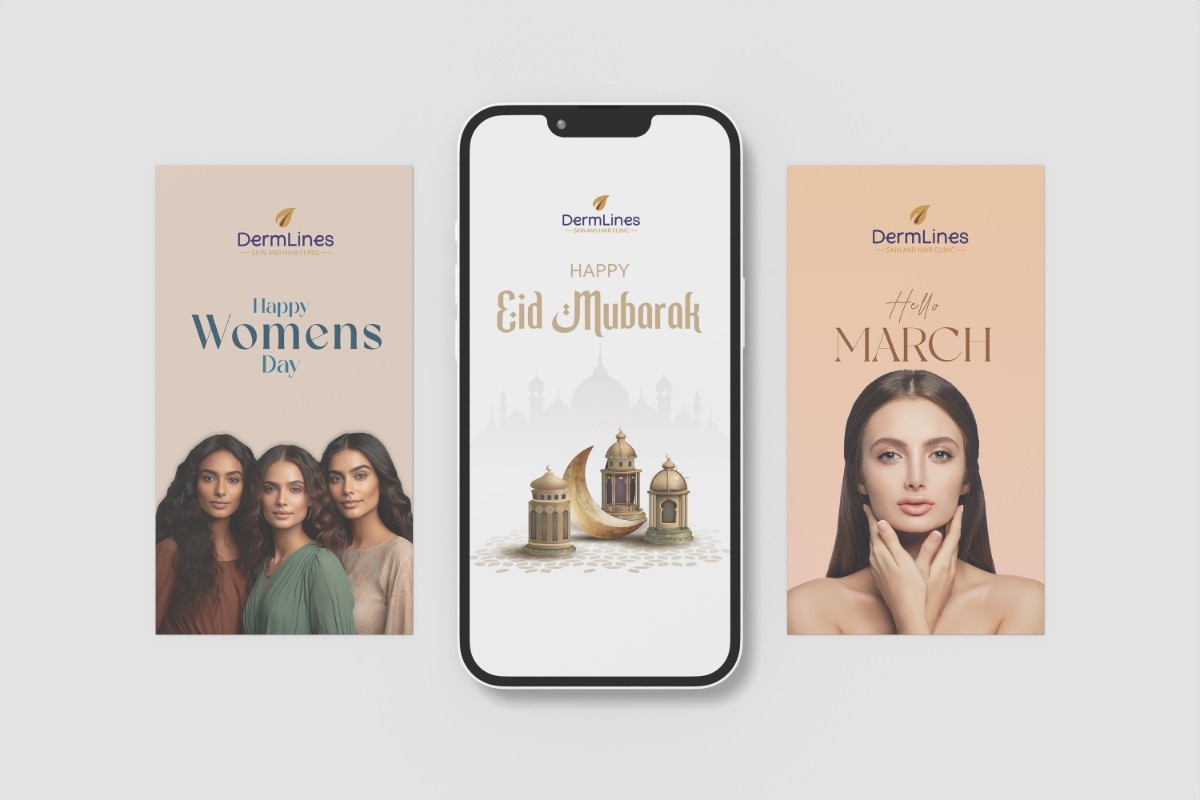 DermLines
SKIN AND HAIR CLINIC
Happy
Womens
Day
DermLines
SKIN AND HAIR CLINIC
HAPPY
Eid Mubarak
DermLines
SKIN AND HAIR CLINIC
Hello
MARCH